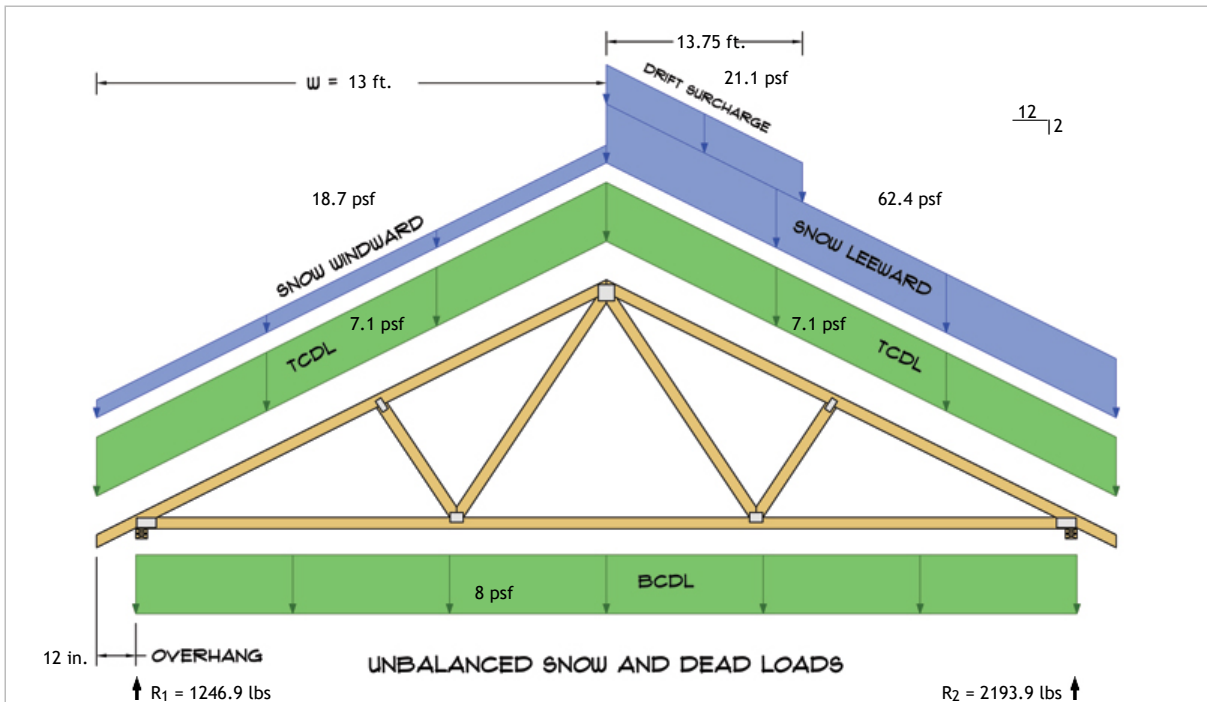 13.75 ft.
W = 13 ft.
DRIFT SURCHARGE
21.1 psf
12
2
18.7 psf
62.4 psf
SNOW WINDWARD
SNOW LEEWARD
7.1 psf
7.1 psf
TCDL
TCDL
8 psf
BCDL
12 in.
OVERHANG
UNBALANCED SNOW AND DEAD LOADS
R1 = 1246.9 lbs
R2 = 2193.9 lbs